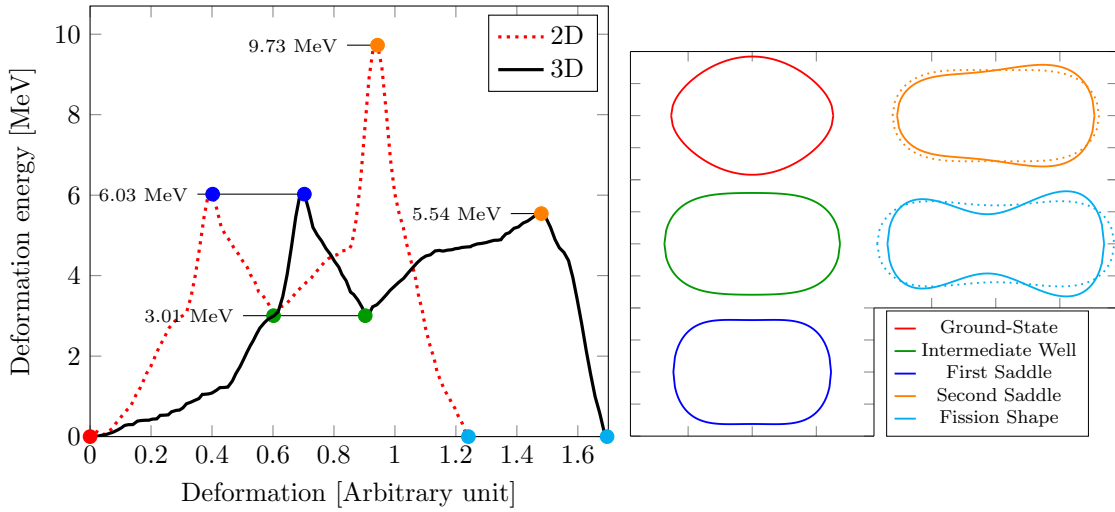 10
8
6
4
2
0
Deformation energy [MeV]
9.73 MeV
6.03 MeV
5.54 MeV
3.01 MeV
2D
3D
0 0.2 0.4 0.6 0.8 1 1.2 1.4 1.6
Deformation [Arbitrary unit]
Ground-State
Intermediate Well
First Saddle
Second Saddle
Fission Shape